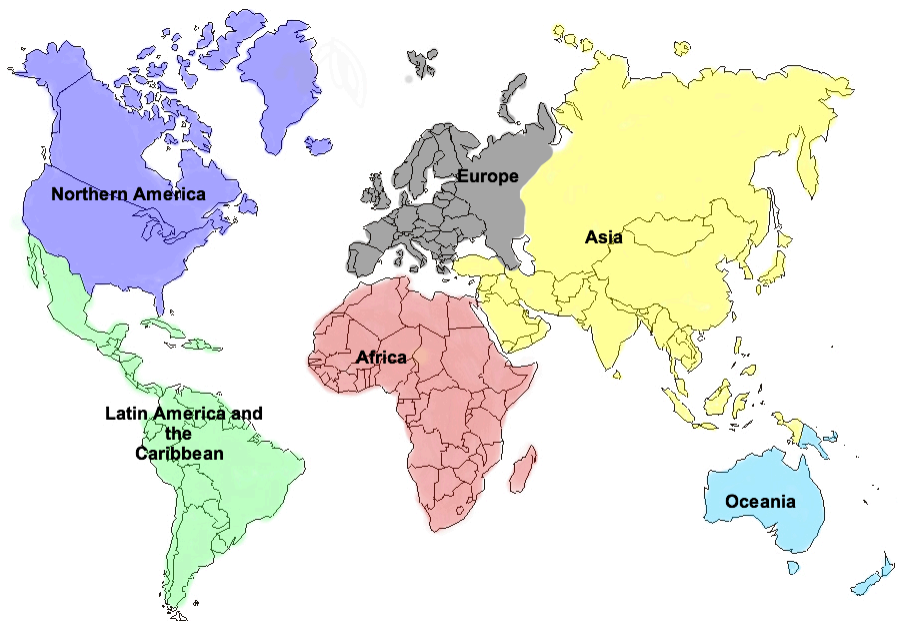 Northern America
Europe
Asia
Africa
Latin America and
the
Caribbean
Oceania